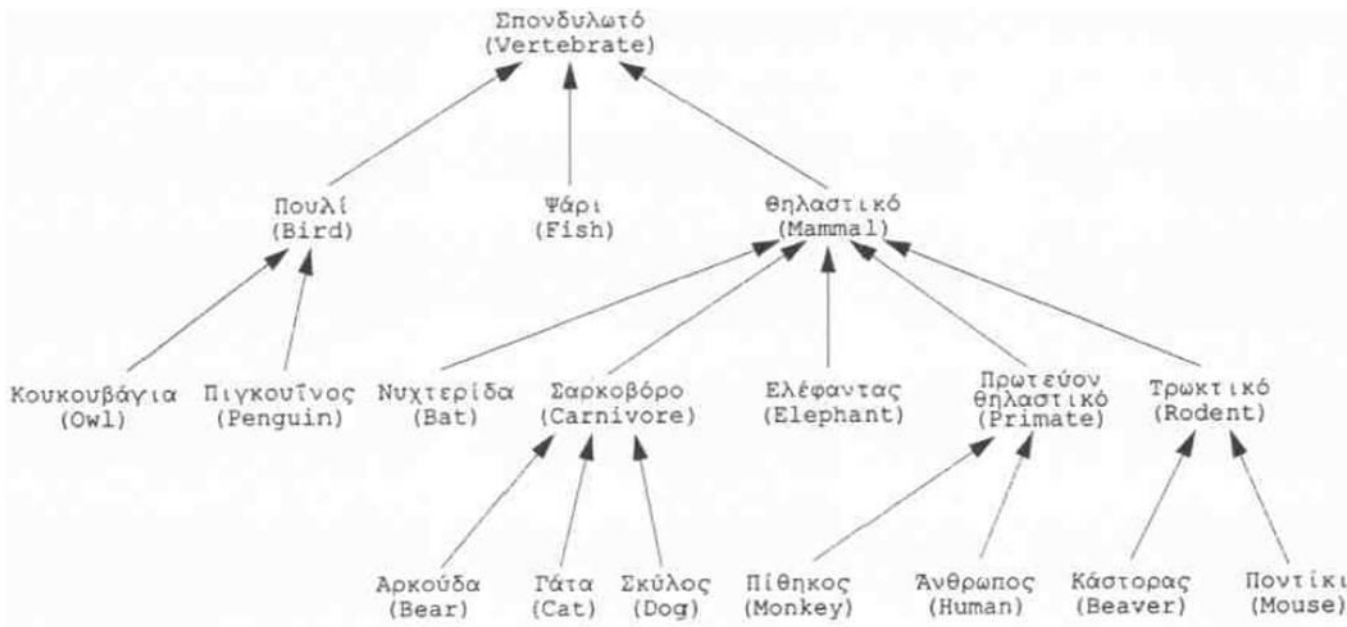 Σπονδυλωτό
(Vertebrate)
Πουλί
(Bird)
Ψάρι
(Fish)
Θηλαστικό
(Mammal)
Κουκουβάγια
(Owl)
Πιγκουΐνος
(Penguin)
Νυχτερίδα
(Bat)
Σαρκοβόρο
(Carnivore)
Ελέφαντας
(Elephant)
Πρωτεύον
θηλαστικό
(Primate)
Τρωκτικό
(Rodent)
Αρκούδα
(Bear)
Γάτα
(Cat)
Σκύλος
(Dog)
Πίθηκος
(Monkey)
Άνθρωπος
(Human)
Κάστορας
(Beaver)
Ποντίκι
(Mouse)